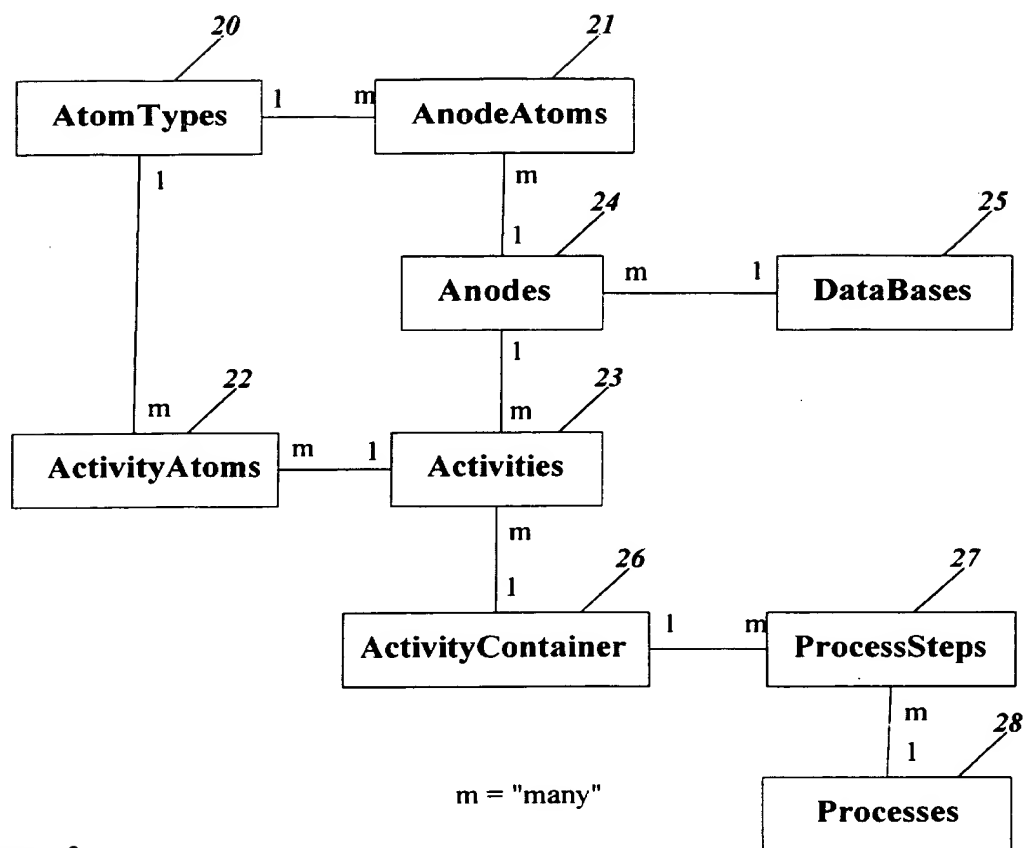 20
21
AtomTypes
1
m
AnodeAtoms
1
m
24
25
1
Anodes
m
1
DataBases
1
22
23
m
m
ActivityAtoms
m
1
Activities
m
26
27
1
ActivityContainer
1
m
ProcessSteps
m
28
1
m = "many"
Processes